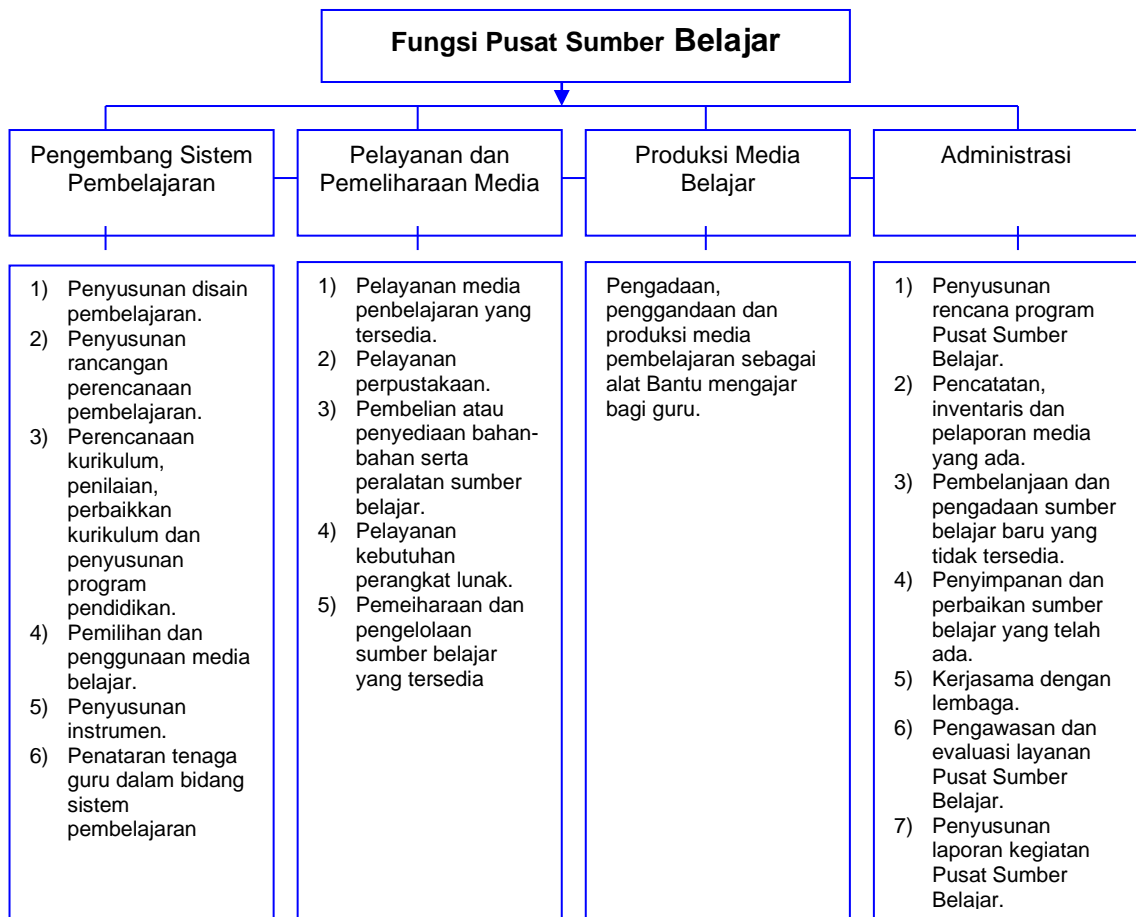 Fungsi Pusat Sumber Belajar
Pengembang Sistem
Pembelajaran
Pelayanan dan
Pemeliharaan Media
Produksi Media
Belajar
Administrasi
1) Penyusunan disain
pembelajaran.
2) Penyusunan
rancangan
perencanaan
pembelajaran.
3) Perencanaan
kurikulum,
penilaian,
perbaikkan
kurikulum dan
penyusunan
program
pendidikan.
4) Pemilihan dan
penggunaan media
belajar.
5) Penyusunan
instrumen.
6) Penataran tenaga
guru dalam bidang
sistem
pembelajaran
1) Pelayanan media
penbelajaran yang
tersedia.
2) Pelayanan
perpustakaan.
3) Pembelian atau
penyediaan bahan-
bahan serta
peralatan sumber
belajar.
4) Pelayanan
kebutuhan
perangkat lunak.
5) Pemeiharaan dan
pengelolaan
sumber belajar
yang tersedia
Pengadaan,
penggandaan dan
produksi media
pembelajaran sebagai
alat Bantu mengajar
bagi guru.
1) Penyusunan
rencana program
Pusat Sumber
Belajar.
2) Pencatatan,
inventaris dan
pelaporan media
yang ada.
3) Pembelanjaan dan
pengadaan sumber
belajar baru yang
tidak tersedia.
4) Penyimpanan dan
perbaikan sumber
belajar yang telah
ada.
5) Kerjasama dengan
lembaga.
6) Pengawasan dan
evaluasi layanan
Pusat Sumber
Belajar.
7) Penyusunan
laporan kegiatan
Pusat Sumber
Belajar.